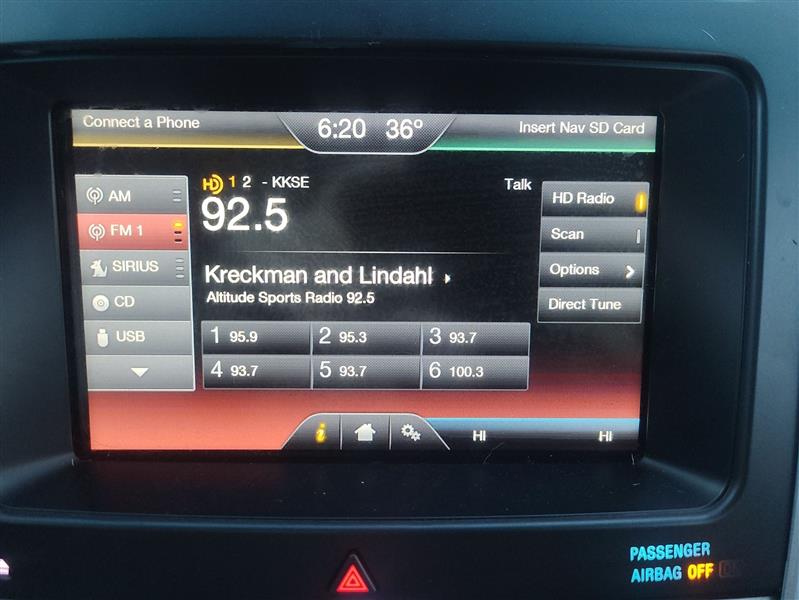 Connect a Phone
6:20 36°
Insert Nav SD Card
AM
FM 1
SIRIUS
CD
USB
HD 1 2 - KKSE
Talk
92.5
Kreckman and Lindahl
Altitude Sports Radio 92.5
1 95.9
2 95.3
3 93.7
4 93.7
5 93.7
6 100.3
HD Radio
Scan
Options
Direct Tune
i
HI
HI
PASSENGER
AIRBAG OFF